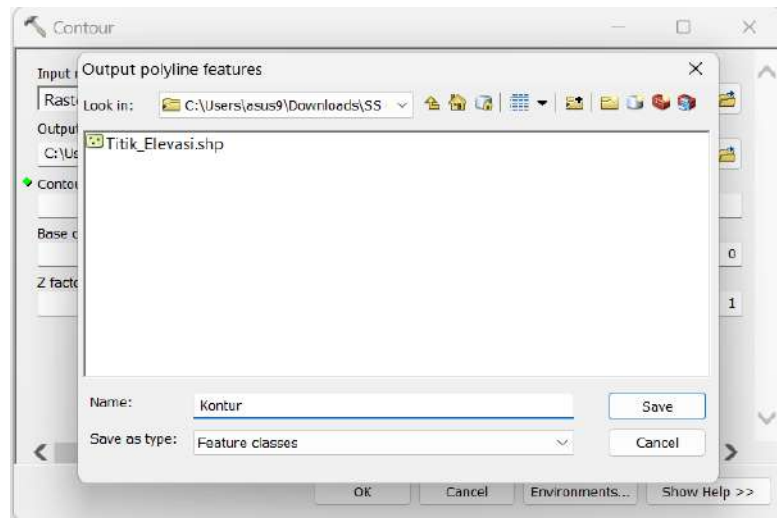 Contour
Output polyline features
Input
Rast
Look in:
C:\Users\asus9\Downloads\SS
Output
C:\Us
Titik_Elevasi.shp
Contou
Base c
0
Z facto
1
Name:
Kontur
Save
Save as type:
Feature classes
Cancel
OK
Cancel
Environments...
Show Help >>